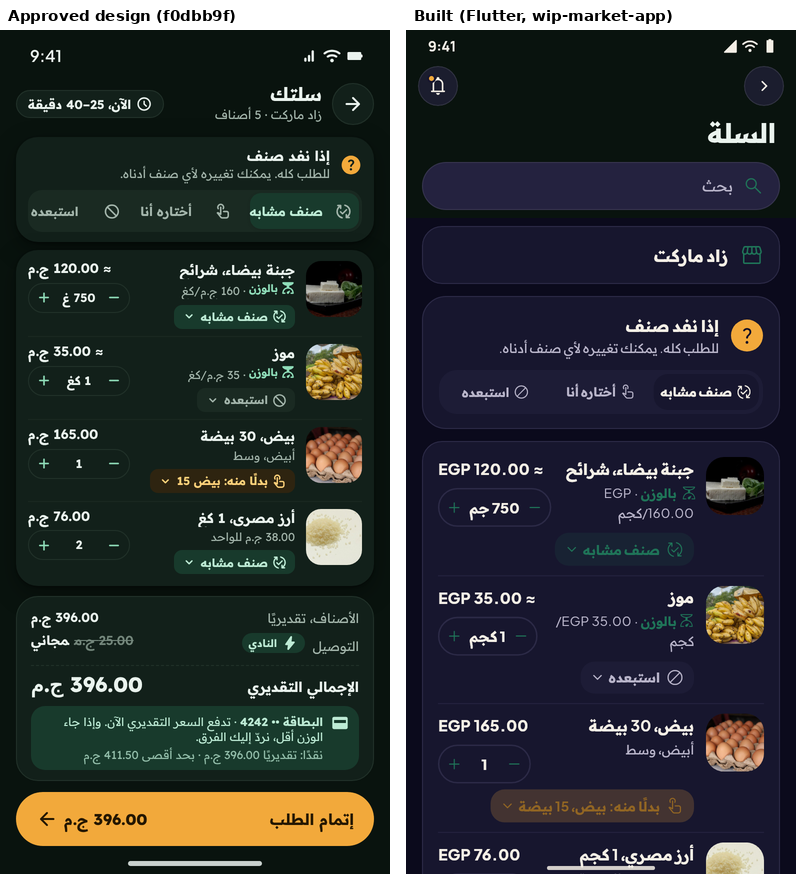 Approved design (f0dbb9f)
9:41
سلتك
زاد ماركت · 5 أصناف
الآن، 25–40 دقيقة
إذا نفد صنف
للطلب كله. يمكنك تغييره لأي صنف أدناه.
صنف مشابه
أختاره أنا
استبعده
جبنة بيضاء، شرائح
≈ 120.00 ج.م
بالوزن · 160 ج.م/كغ
− 750 غ +
صنف مشابه
موز
≈ 35.00 ج.م
بالوزن · 35 ج.م/كغ
− 1 كغ +
استبعده
بيض، 30 بيضة
165.00 ج.م
أبيض، وسط
− 1 +
بدلًا منه: بيض 15
أرز مصري، 1 كغ
76.00 ج.م
38.00 ج.م للواحد
− 2 +
صنف مشابه
الأصناف، تقديريًا
396.00 ج.م
التوصيل
النادي
25.00 ج.م مجاني
الإجمالي التقديري
396.00 ج.م
البطاقة •• 4242 · تدفع السعر التقديري الآن. وإذا جاء
الوزن أقل، نردّ إليك الفرق.
نقدًا: تقديريًا 396.00 ج.م · بحد أقصى 411.50 ج.م
إتمام الطلب
396.00 ج.م
Built (Flutter, wip-market-app)
9:41
السلة
بحث
زاد ماركت
إذا نفد صنف
للطلب كله. يمكنك تغييره لأي صنف أدناه.
صنف مشابه
أختاره أنا
استبعده
جبنة بيضاء، شرائح
≈ EGP 120.00
بالوزن · EGP
160.00/كجم
− 750 جم +
صنف مشابه
موز
≈ EGP 35.00
بالوزن · EGP 35.00/
كجم
− 1 كجم +
استبعده
بيض، 30 بيضة
EGP 165.00
أبيض، وسط
− 1 +
بدلًا منه: بيض، 15 بيضة
أرز مصري، 1 كجم
EGP 76.00